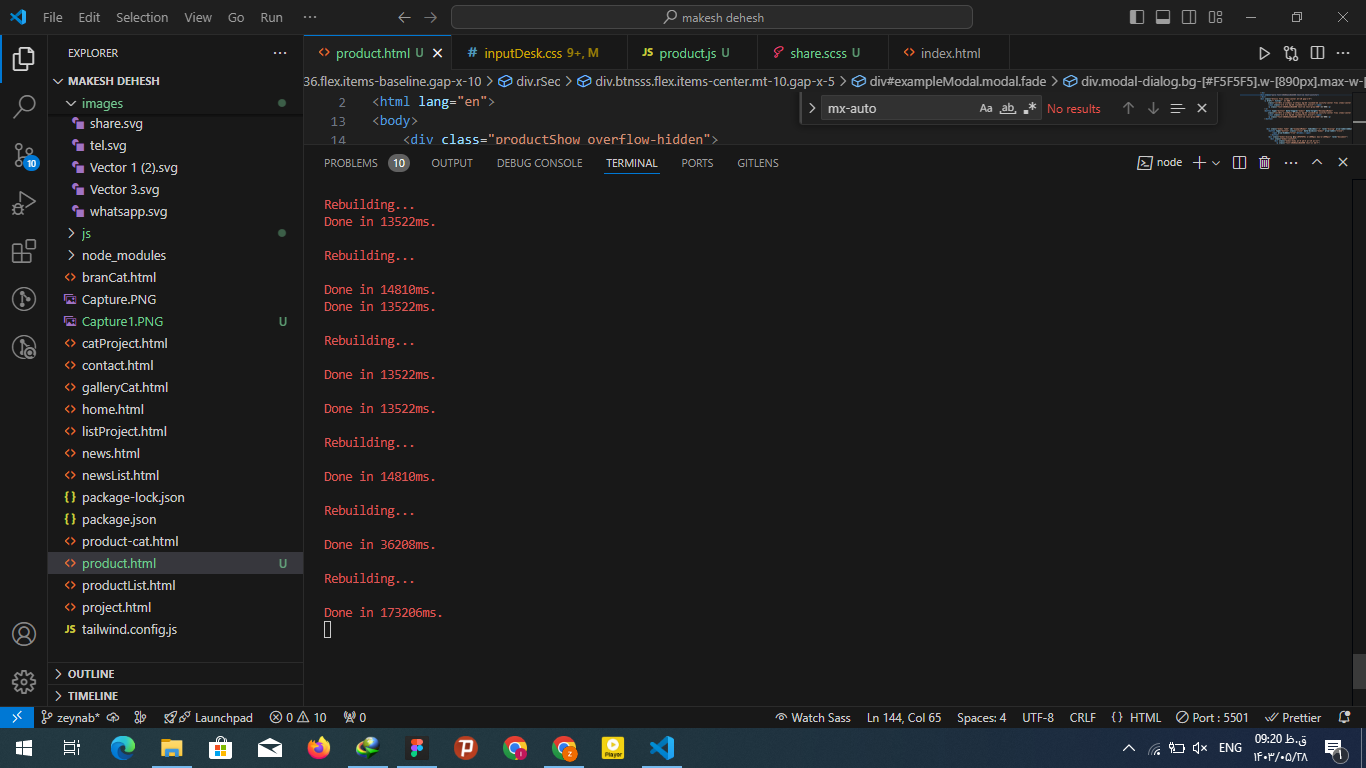 File Edit Selection View Go Run ··· makesh dehesh
EXPLORER ···
MAKESH DEHESH
images
share.svg
tel.svg
Vector 1 (2).svg
Vector 3.svg
whatsapp.svg
js
node_modules
branCat.html
Capture.PNG
Capture1.PNG U
catProject.html
contact.html
galleryCat.html
home.html
listProject.html
news.html
newsList.html
package-lock.json
package.json
product-cat.html
product.html U
productList.html
project.html
JS tailwind.config.js
OUTLINE
TIMELINE
10
product.html U # inputDesk.css 9+, M JS product.js U share.scss U index.html
36.flex.items-baseline.gap-x-10 > div.rSec > div.btnsss.flex.items-center.mt-10.gap-x-5 > div#exampleModal.modal.fade > div.modal-dialog.bg-[#F5F5F5].w-[890px].max-w-[
2 <html lang="en">
13 <body>
14 <div class="productShow overflow-hidden">
mx-auto Aa ab No results
PROBLEMS 10 OUTPUT DEBUG CONSOLE TERMINAL PORTS GITLENS node
Rebuilding...
Done in 13522ms.
Rebuilding...
Done in 14810ms.
Done in 13522ms.
Rebuilding...
Done in 13522ms.
Done in 13522ms.
Rebuilding...
Done in 14810ms.
Rebuilding...
Done in 36208ms.
Rebuilding...
Done in 173206ms.
zeynab* Launchpad 0 10 0 Watch Sass Ln 144, Col 65 Spaces: 4 UTF-8 CRLF {} HTML Port : 5501 Prettier
Player
ENG
09:20 ق.ظ
۱۴۰۳/۰۵/۲۸
1